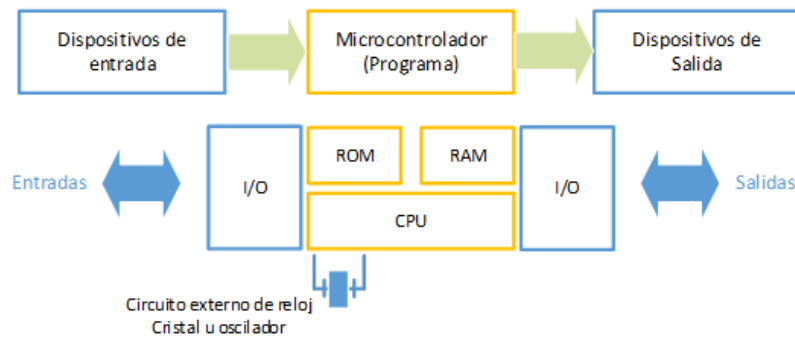 Dispositivos de
entrada
Microcontrolador
(Programa)
Dispositivos de
Salida
Entradas
I/O
ROM
RAM
CPU
I/O
Salidas
Circuito externo de reloj
Cristal u oscilador